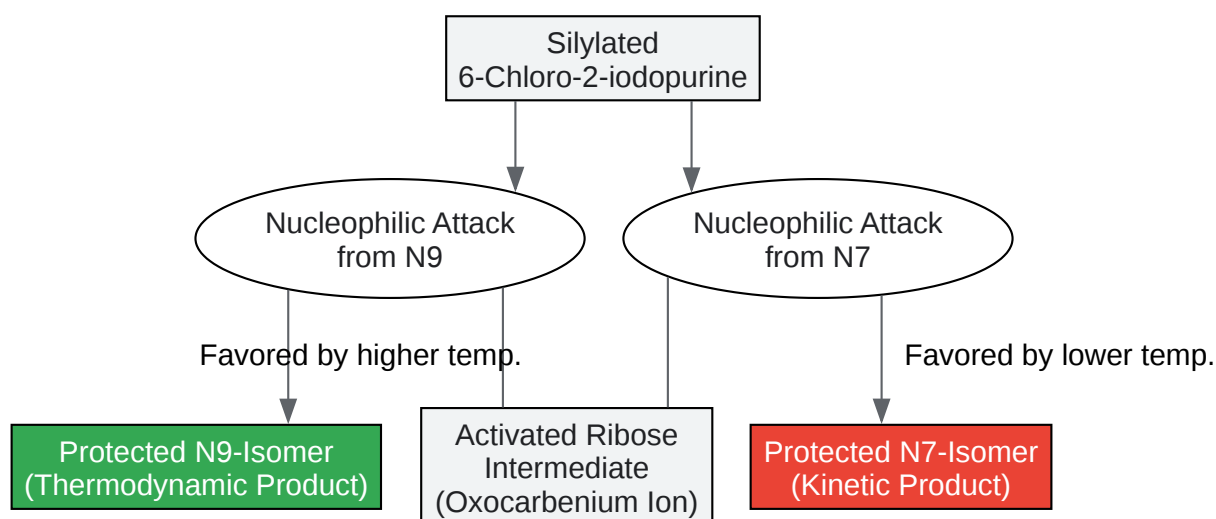 Silylated
6-Chloro-2-iodopurine
Nucleophilic Attack
from N9
Nucleophilic Attack
from N7
Favored by higher temp.
Favored by lower temp.
Protected N9-Isomer
(Thermodynamic Product)
Activated Ribose
Intermediate
(Oxocarbenium Ion)
Protected N7-Isomer
(Kinetic Product)